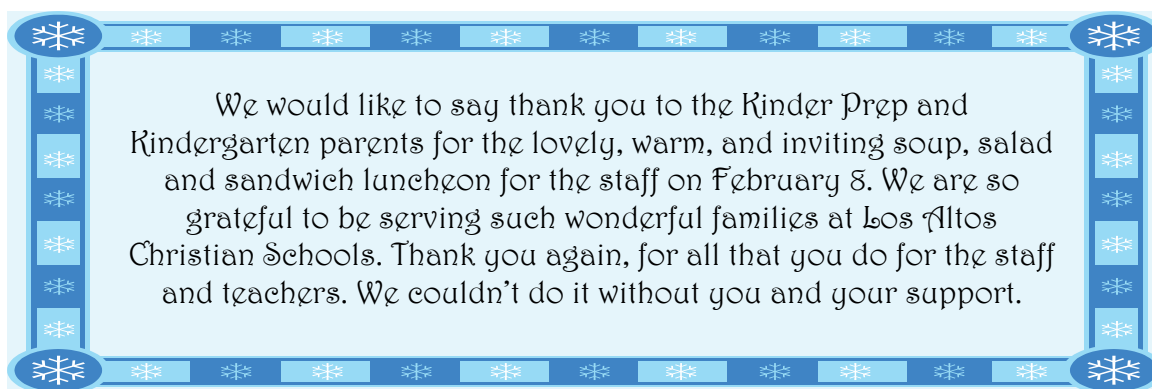 We would like to say thank you to the Kinder Prep and
Kindergarten parents for the lovely, warm, and inviting soup, salad
and sandwich luncheon for the staff on February 8. We are so
grateful to be serving such wonderful families at Los Altos
Christian Schools. Thank you again, for all that you do for the staff
and teachers. We couldn't do it without you and your support.